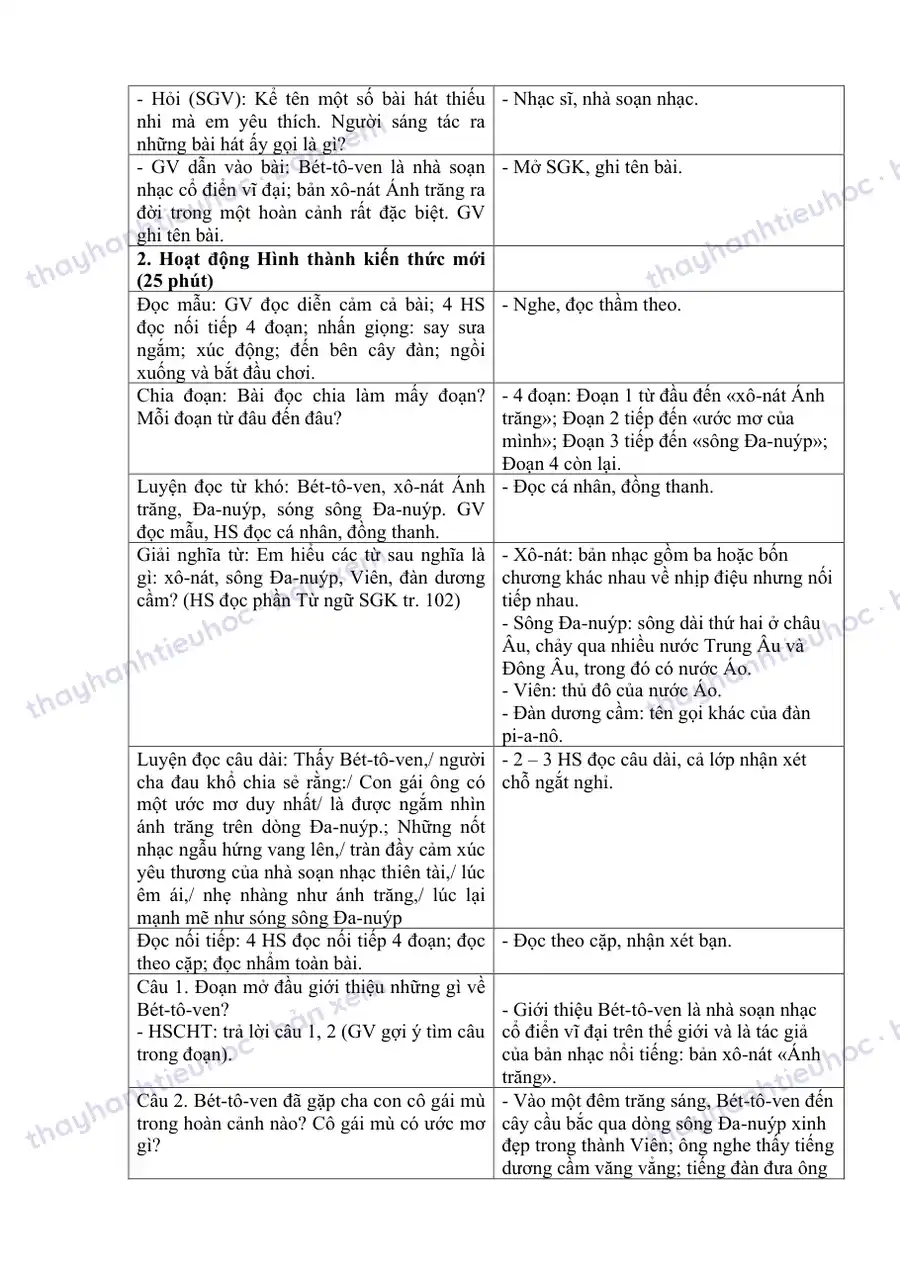 - Hỏi (SGV): Kể tên một số bài hát thiếu
nhi mà em yêu thích. Người sáng tác ra
những bài hát ấy gọi là gì?
- Nhạc sĩ, nhà soạn nhạc.
- GV dẫn vào bài: Bét-tô-ven là nhà soạn
nhạc cổ điển vĩ đại; bản xô-nát Ánh trăng ra
đời trong một hoàn cảnh rất đặc biệt. GV
ghi tên bài.
- Mở SGK, ghi tên bài.
2. Hoạt động Hình thành kiến thức mới
(25 phút)
Đọc mẫu: GV đọc diễn cảm cả bài; 4 HS
đọc nối tiếp 4 đoạn; nhấn giọng: say sưa
ngắm; xúc động; đến bên cây đàn; ngồi
xuống và bắt đầu chơi.
- Nghe, đọc thầm theo.
Chia đoạn: Bài đọc chia làm mấy đoạn?
Mỗi đoạn từ đâu đến đâu?
- 4 đoạn: Đoạn 1 từ đầu đến «xô-nát Ánh
trăng»; Đoạn 2 tiếp đến «ước mơ của
mình»; Đoạn 3 tiếp đến «sông Đa-nuýp»;
Đoạn 4 còn lại.
Luyện đọc từ khó: Bét-tô-ven, xô-nát Ánh
trăng, Đa-nuýp, sóng sông Đa-nuýp. GV
đọc mẫu, HS đọc cá nhân, đồng thanh.
- Đọc cá nhân, đồng thanh.
Giải nghĩa từ: Em hiểu các từ sau nghĩa là
gì: xô-nát, sông Đa-nuýp, Viên, đàn dương
cầm? (HS đọc phần Từ ngữ SGK tr. 102)
- Xô-nát: bản nhạc gồm ba hoặc bốn
chương khác nhau về nhịp điệu nhưng nối
tiếp nhau.
- Sông Đa-nuýp: sông dài thứ hai ở châu
Âu, chảy qua nhiều nước Trung Âu và
Đông Âu, trong đó có nước Áo.
- Viên: thủ đô của nước Áo.
- Đàn dương cầm: tên gọi khác của đàn
pi-a-nô.
Luyện đọc câu dài: Thấy Bét-tô-ven,/ người
cha đau khổ chia sẻ rằng:/ Con gái ông có
một ước mơ duy nhất/ là được ngắm nhìn
ánh trăng trên dòng Đa-nuýp.; Những nốt
nhạc ngẫu hứng vang lên,/ tràn đầy cảm xúc
yêu thương của nhà soạn nhạc thiên tài,/ lúc
êm ái,/ nhẹ nhàng như ánh trăng,/ lúc lại
mạnh mẽ như sóng sông Đa-nuýp
- 2 – 3 HS đọc câu dài, cả lớp nhận xét
chỗ ngắt nghỉ.
Đọc nối tiếp: 4 HS đọc nối tiếp 4 đoạn; đọc
theo cặp; đọc nhẩm toàn bài.
- Đọc theo cặp, nhận xét bạn.
Câu 1. Đoạn mở đầu giới thiệu những gì về
Bét-tô-ven?
- HSCHT: trả lời câu 1, 2 (GV gợi ý tìm câu
trong đoạn).
- Giới thiệu Bét-tô-ven là nhà soạn nhạc
cổ điển vĩ đại trên thế giới và là tác giả
của bản nhạc nổi tiếng: bản xô-nát «Ánh
trăng».
Câu 2. Bét-tô-ven đã gặp cha con cô gái mù
trong hoàn cảnh nào? Cô gái mù có ước mơ
gì?
- Vào một đêm trăng sáng, Bét-tô-ven đến
cây cầu bắc qua dòng sông Đa-nuýp xinh
đẹp trong thành Viên; ông nghe thấy tiếng
dương cầm văng vẳng; tiếng đàn đưa ông
thayhanhtieuhoc · bản xem
thayhanhtieuhoc · b
thayhanhtieuhoc · bản xem
thayhanhtieuhoc · b
thayhanhtieuhoc · bản xem
thayhanhtieuhoc · b